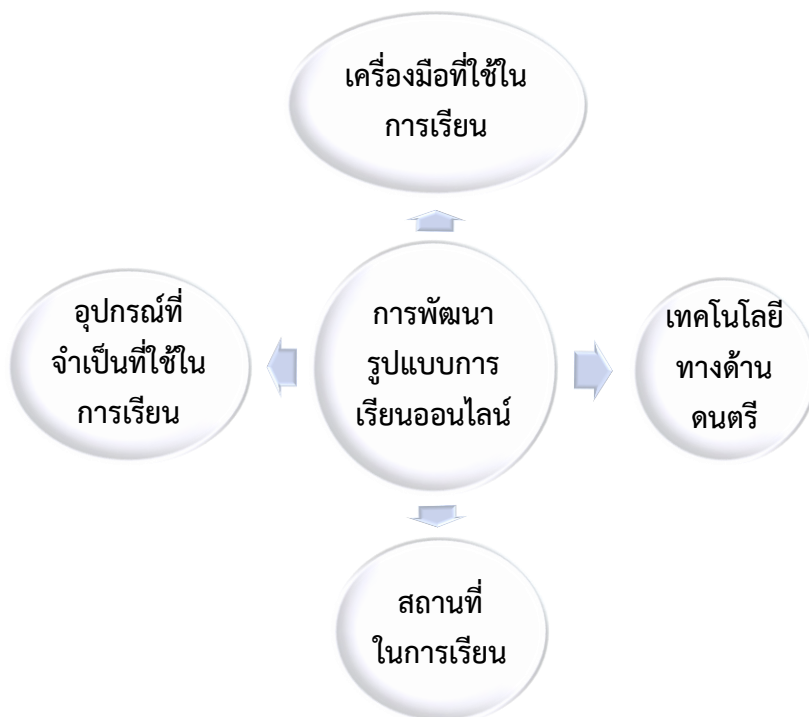 เครื่องมือที่ใช้ใน
การเรียน
อุปกรณ์ที่
จำเป็นที่ใช้ใน
การเรียน
การพัฒนา
รูปแบบการ
เรียนออนไลน์
เทคโนโลยี
ทางด้าน
ดนตรี
สถานที่
ในการเรียน